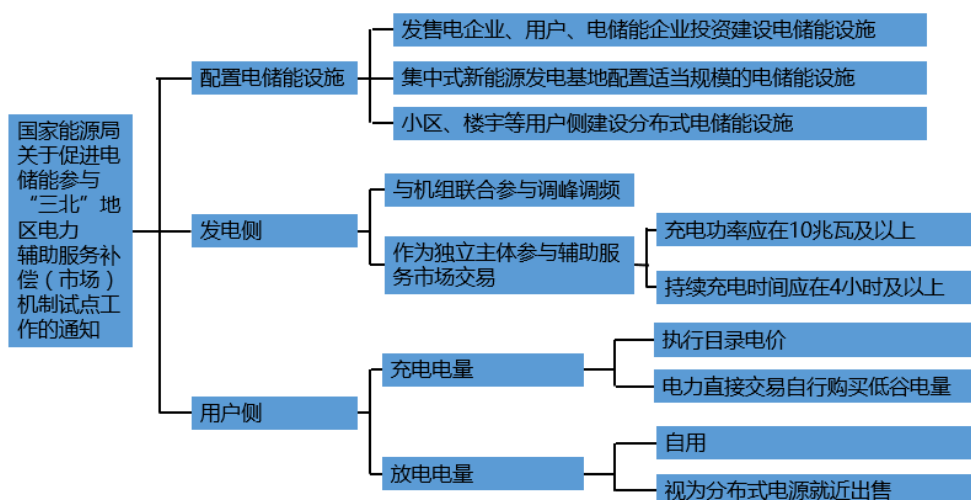 国家能源局
关于促进电
储能参与
“三北”地
区电力
辅助服务补
偿（市场）
机制试点工
作的通知
配置电储能设施
发售电企业、用户、电储能企业投资建设电储能设施
集中式新能源发电基地配置适当规模的电储能设施
小区、楼宇等用户侧建设分布式电储能设施
发电侧
与机组联合参与调峰调频
作为独立主体参与辅助服
务市场交易
充电功率应在10兆瓦及以上
持续充电时间应在4小时及以上
用户侧
充电电量
执行目录电价
电力直接交易自行购买低谷电量
放电电量
自用
视为分布式电源就近出售